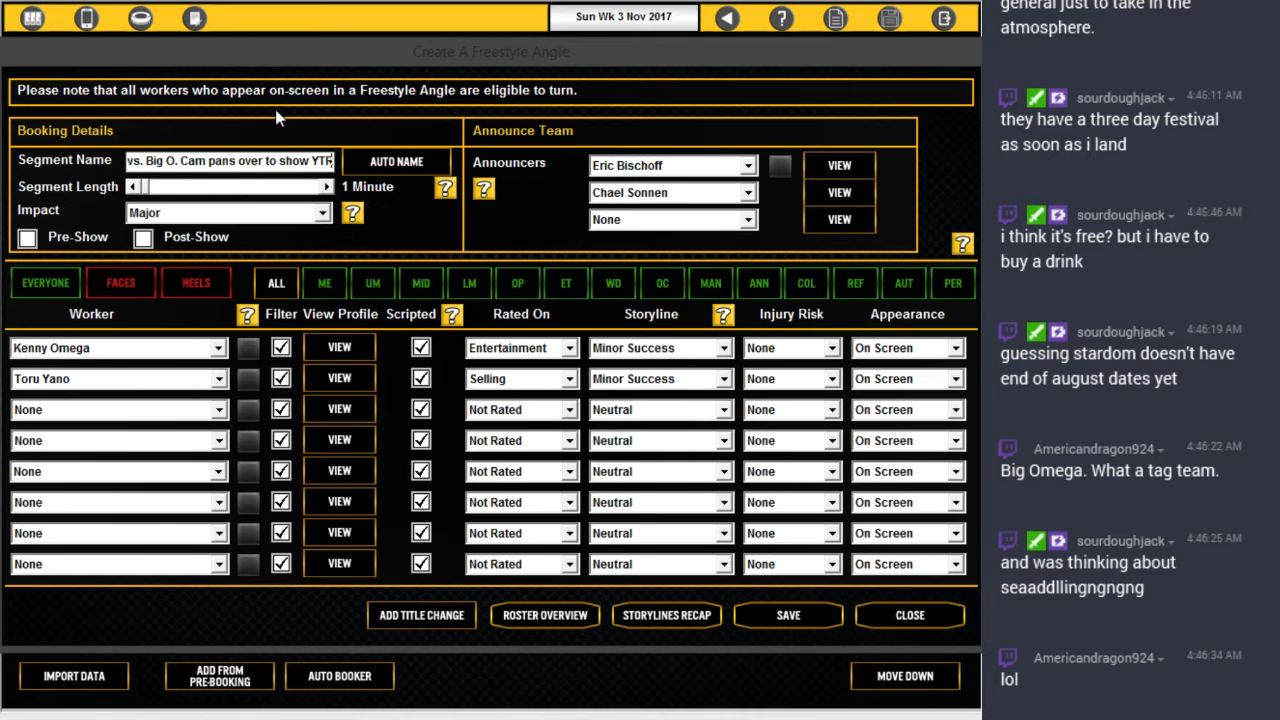 Sun Wk 3 Nov 2017
Create A Freestyle Angle
Please note that all workers who appear on-screen in a Freestyle Angle are eligible to turn.
Booking Details
Segment Name vs. Big O. Cam pans over to show YTR AUTO NAME
Segment Length 1 Minute ?
Impact Major ?
Pre-Show Post-Show
Announce Team
Announcers Eric Bischoff VIEW
? Chael Sonnen VIEW
None VIEW
?
EVERYONE FACES HEELS ALL ME UM MID LM OP ET WD OC MAN ANN COL REF AUT PER
Worker ? Filter View Profile Scripted ? Rated On Storyline ? Injury Risk Appearance
Kenny Omega VIEW Entertainment Minor Success None On Screen
Toru Yano VIEW Selling Minor Success None On Screen
None VIEW Not Rated Neutral None On Screen
None VIEW Not Rated Neutral None On Screen
None VIEW Not Rated Neutral None On Screen
None VIEW Not Rated Neutral None On Screen
None VIEW Not Rated Neutral None On Screen
None VIEW Not Rated Neutral None On Screen
ADD TITLE CHANGE ROSTER OVERVIEW STORYLINES RECAP SAVE CLOSE
IMPORT DATA ADD FROM PRE-BOOKING AUTO BOOKER MOVE DOWN
general just to take in the
atmosphere.
sourdoughjack 4:45:11 AM
they have a three day festival
as soon as i land
sourdoughjack 4:45:46 AM
i think it's free? but i have to
buy a drink
sourdoughjack 4:46:19 AM
guessing stardom doesn't have
end of august dates yet
Americandragon924 4:46:22 AM
Big Omega. What a tag team.
sourdoughjack 4:46:25 AM
and was thinking about
seaaddllingngngng
Americandragon924 4:46:34 AM
lol